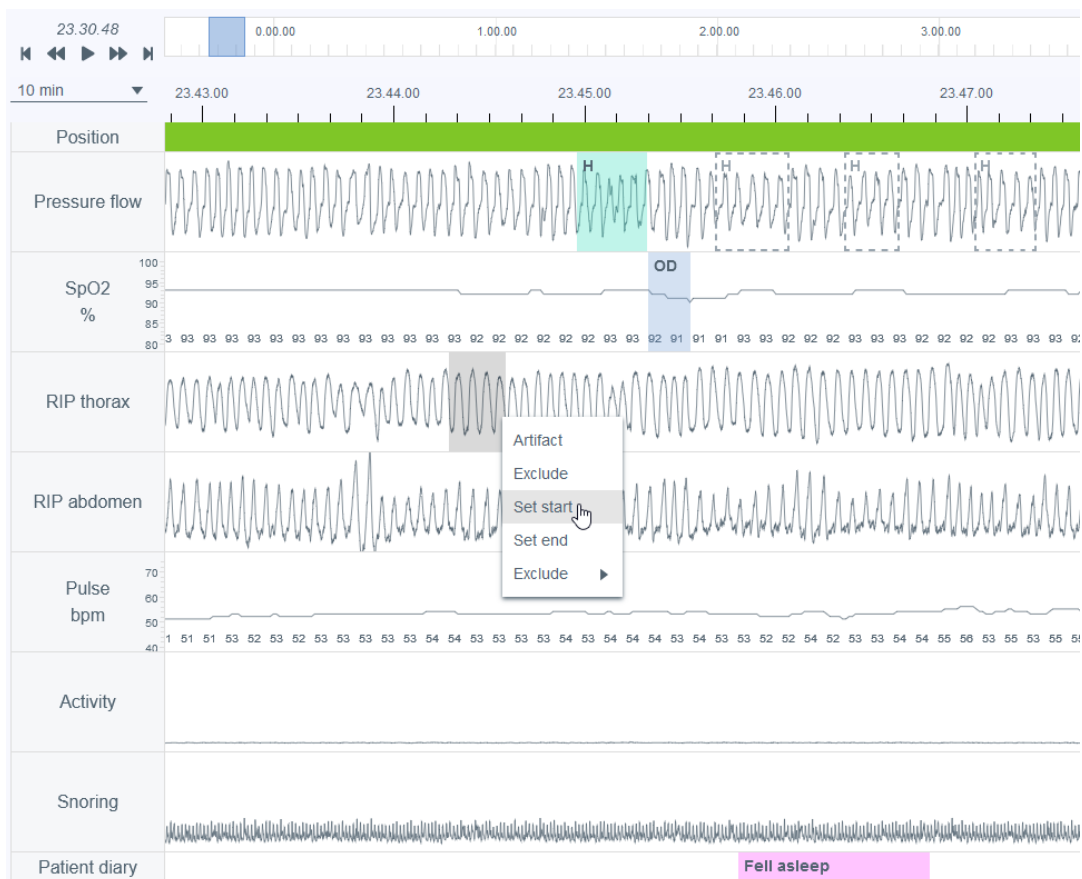 23.30.48
0.00.00 1.00.00 2.00.00 3.00.00
10 min
23.43.00 23.44.00 23.45.00 23.46.00 23.47.00
Position
Pressure flow
H H H H
SpO2
%
100
95
90
85
80
OD
3 93 93 93 93 93 93 93 93 93 93 93 93 93 92 92 92 92 92 93 93 93 92 91 91 91 93 93 92 92 92 93 93 93 92 92 92 92 93 93 93 92
RIP thorax
RIP abdomen
Artifact
Exclude
Set start
Set end
Exclude
Pulse
bpm
70
60
50
40
1 51 51 53 52 53 52 53 53 53 53 53 54 54 53 53 53 53 54 53 54 54 54 53 54 53 52 52 54 52 53 53 54 54 55 56 53 55 53 55 55
Activity
Snoring
Patient diary
Fell asleep